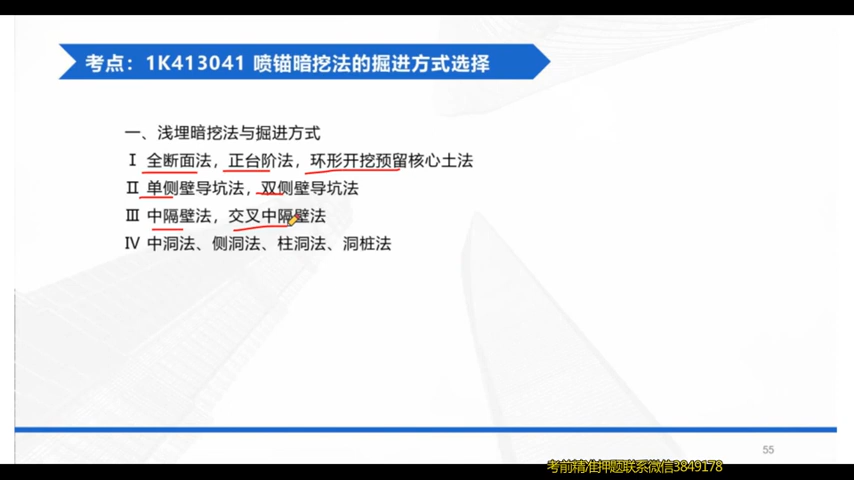 考点：1K413041 喷锚暗挖法的掘进方式选择
一、浅埋暗挖法与掘进方式
Ⅰ 全断面法，正台阶法，环形开挖预留核心土法
Ⅱ 单侧壁导坑法，双侧壁导坑法
Ⅲ 中隔壁法，交叉中隔壁法
Ⅳ 中洞法、侧洞法、柱洞法、洞桩法
55
考前精准押题联系微信3849178